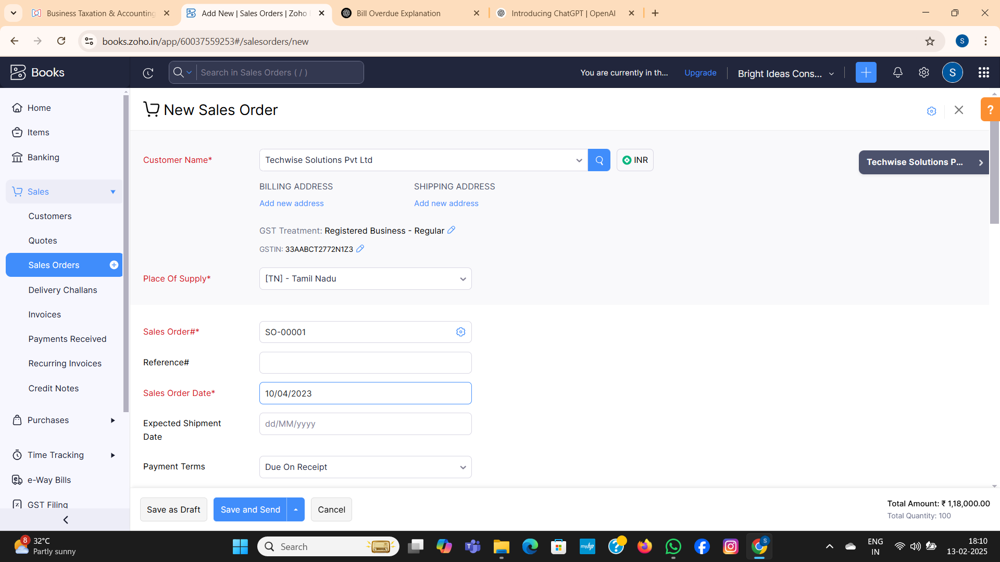 Business Taxation & Accounting
Add New | Sales Orders | Zoho
Bill Overdue Explanation
Introducing ChatGPT | OpenAI
books.zoho.in/app/60037559253#/salesorders/new
S
Books
Search in Sales Orders ( / )
You are currently in th...
Upgrade
Bright Ideas Cons...
S
Home
Items
Banking
Sales
Customers
Quotes
Sales Orders
Delivery Challans
Invoices
Payments Received
Recurring Invoices
Credit Notes
Purchases
Time Tracking
e-Way Bills
GST Filing
New Sales Order
?
Customer Name*
Techwise Solutions Pvt Ltd
INR
Techwise Solutions P...
BILLING ADDRESS
SHIPPING ADDRESS
Add new address
Add new address
GST Treatment: Registered Business - Regular
GSTIN: 33AABCT2772N1Z3
Place Of Supply*
[TN] - Tamil Nadu
Sales Order#*
SO-00001
Reference#
Sales Order Date*
10/04/2023
Expected Shipment
Date
dd/MM/yyyy
Payment Terms
Due On Receipt
Save as Draft
Save and Send
Cancel
Total Amount: ₹ 1,18,000.00
Total Quantity: 100
8
32°C
Partly sunny
Search
myhp
S
ENG
IN
18:10
13-02-2025